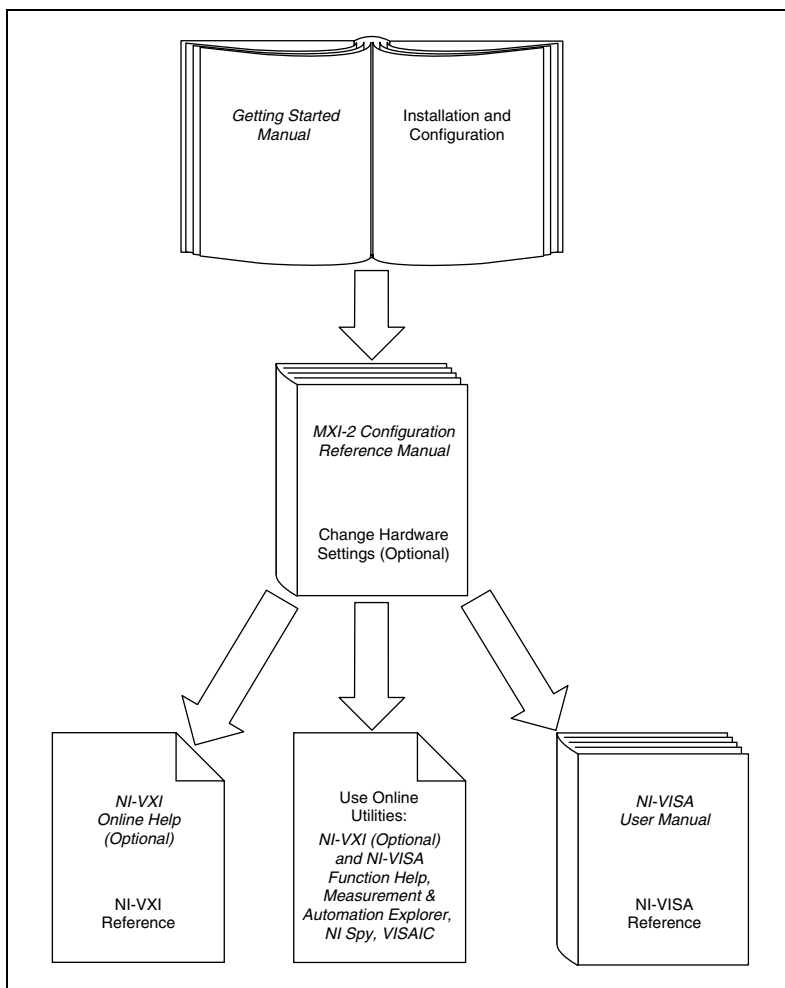 Getting Started
Manual
Installation and
Configuration
MXI-2 Configuration
Reference Manual
Change Hardware
Settings (Optional)
NI-VXI
Online Help
(Optional)
NI-VXI
Reference
Use Online
Utilities:
NI-VXI (Optional)
and NI-VISA
Function Help,
Measurement &
Automation Explorer,
NI Spy, VISAIC
NI-VISA
User Manual
NI-VISA
Reference